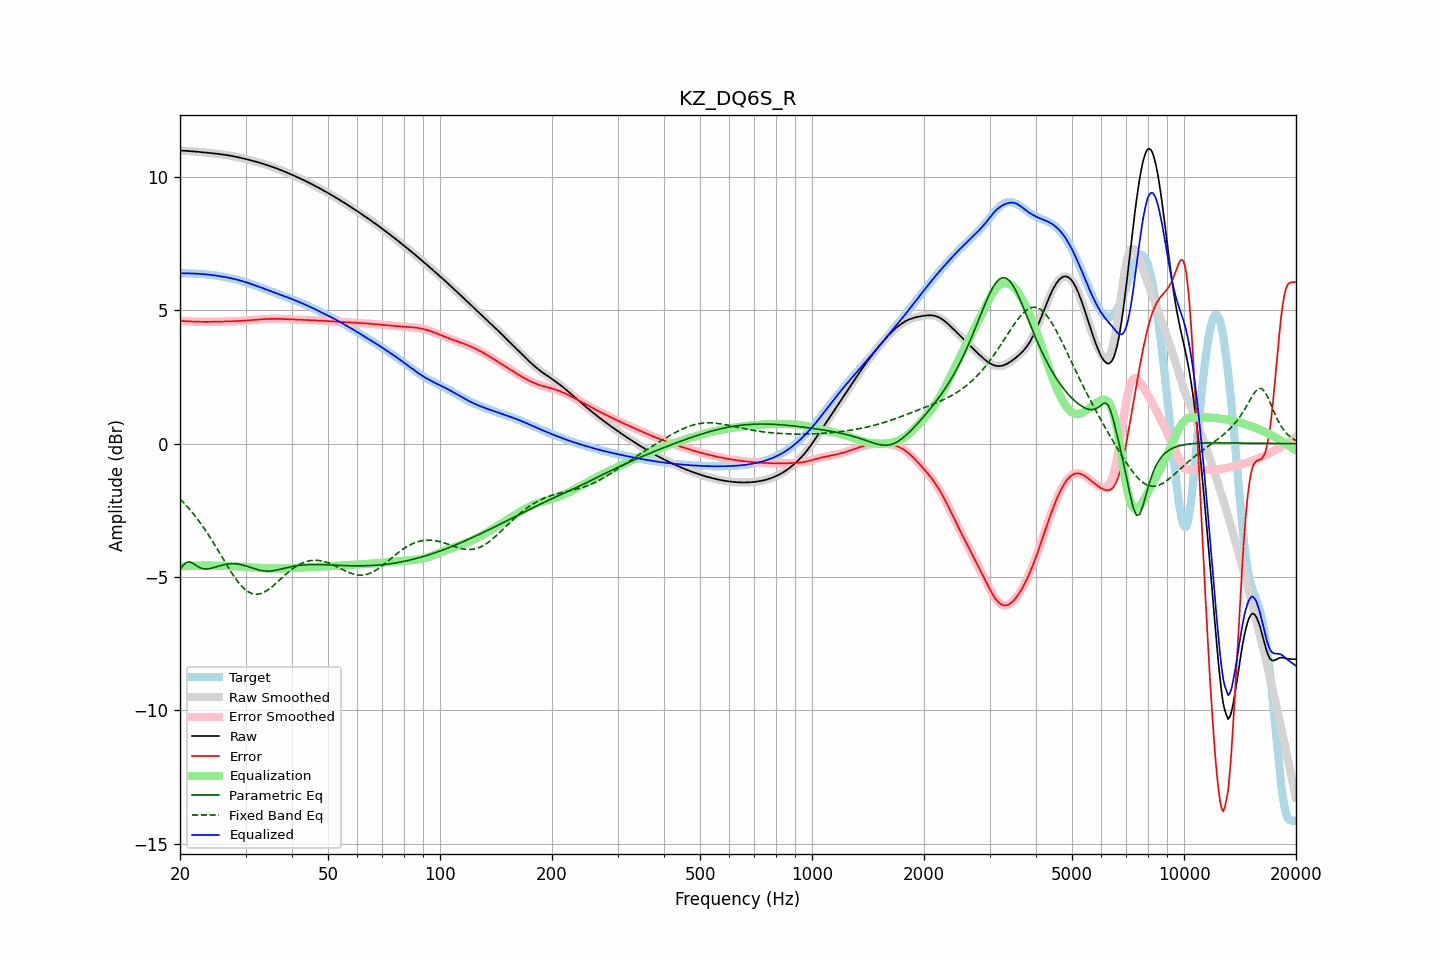 KZ_DQ6S_R
Amplitude (dBr)
10
5
0
−5
−10
−15
Target
Raw Smoothed
Error Smoothed
Raw
Error
Equalization
Parametric Eq
Fixed Band Eq
Equalized
20
50
100
200
500
1000
2000
5000
10000
20000
Frequency (Hz)